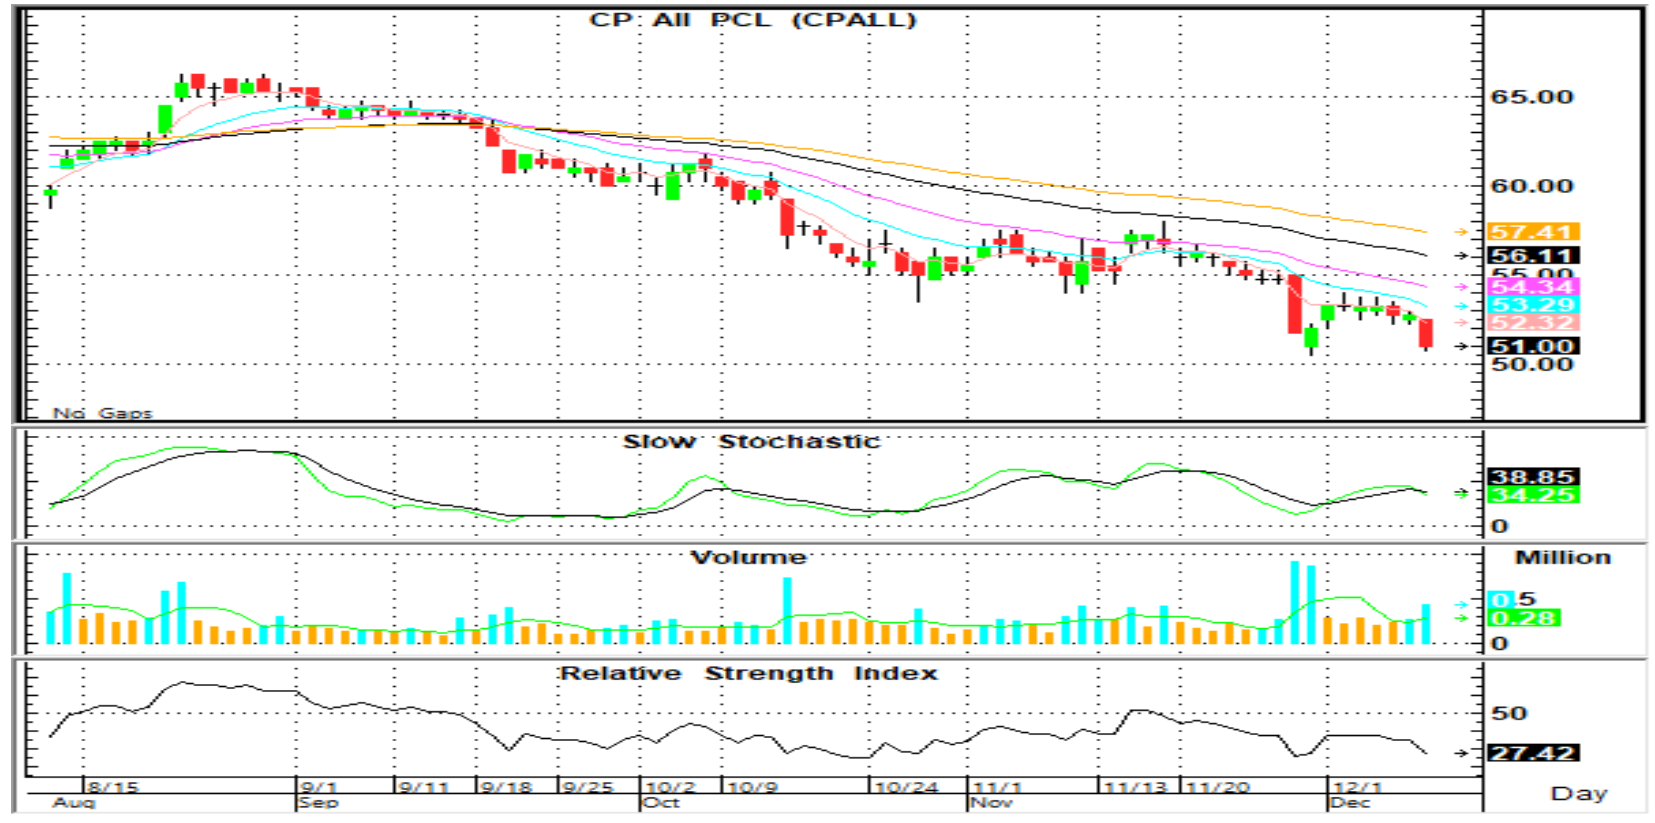 CP All PCL (CPALL)
65.00
60.00
57.41
56.11
55.00
54.34
53.29
52.32
51.00
50.00
No Gaps
Slow Stochastic
38.85
34.25
0
Volume
Million
0.5
0.28
0
Relative Strength Index
50
27.42
8/15 9/1 9/11 9/18 9/25 10/2 10/9 10/24 11/1 11/13 11/20 12/1
Aug Sep Oct Nov Dec
Day